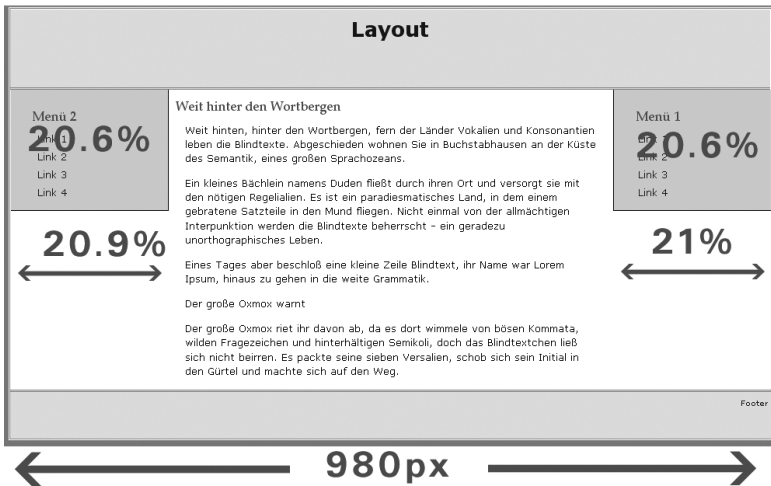 Layout
Menü 2
20.6%
Link 2
Link 3
Link 4
20.9%
Weit hinter den Wortbergen
Weit hinten, hinter den Wortbergen, fern der Länder Vokalien und Konsonantien
leben die Blindtexte. Abgeschieden wohnen Sie in Buchstabhausen an der Küste
des Semantik, eines großen Sprachozeans.
Ein kleines Bächlein namens Duden fließt durch ihren Ort und versorgt sie mit
den nötigen Regelialien. Es ist ein paradiesmatisches Land, in dem einem
gebratene Satzteile in den Mund fliegen. Nicht einmal von der allmächtigen
Interpunktion werden die Blindtexte beherrscht – ein geradezu
unorthographisches Leben.
Eines Tages aber beschloß eine kleine Zeile Blindtext, ihr Name war Lorem
Ipsum, hinaus zu gehen in die weite Grammatik.
Der große Oxmox warnt
Der große Oxmox riet ihr davon ab, da es dort wimmele von bösen Kommata,
wilden Fragezeichen und hinterhältigen Semikoli, doch das Blindtextchen ließ
sich nicht beirren. Es packte seine sieben Versalien, schob sich sein Initial in
den Gürtel und machte sich auf den Weg.
Menü 1
20.6%
Link 3
Link 4
21%
Footer
980px